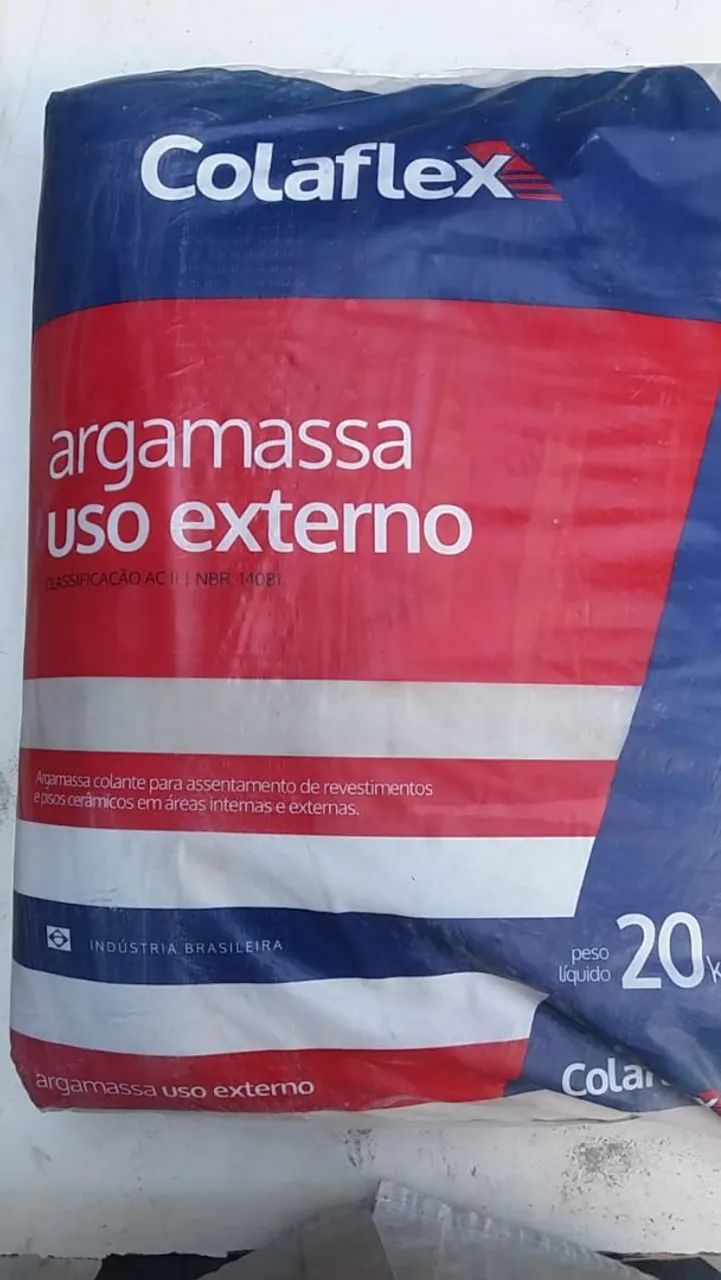 Colaflex
argamassa
uso externo
CLASSIFICAÇÃO AC II | NBR. 14081.
Argamassa colante para assentamento de revestimentos
e pisos cerâmicos em áreas internas e externas.
INDÚSTRIA BRASILEIRA
peso
líquido 20k
argamassa uso externo